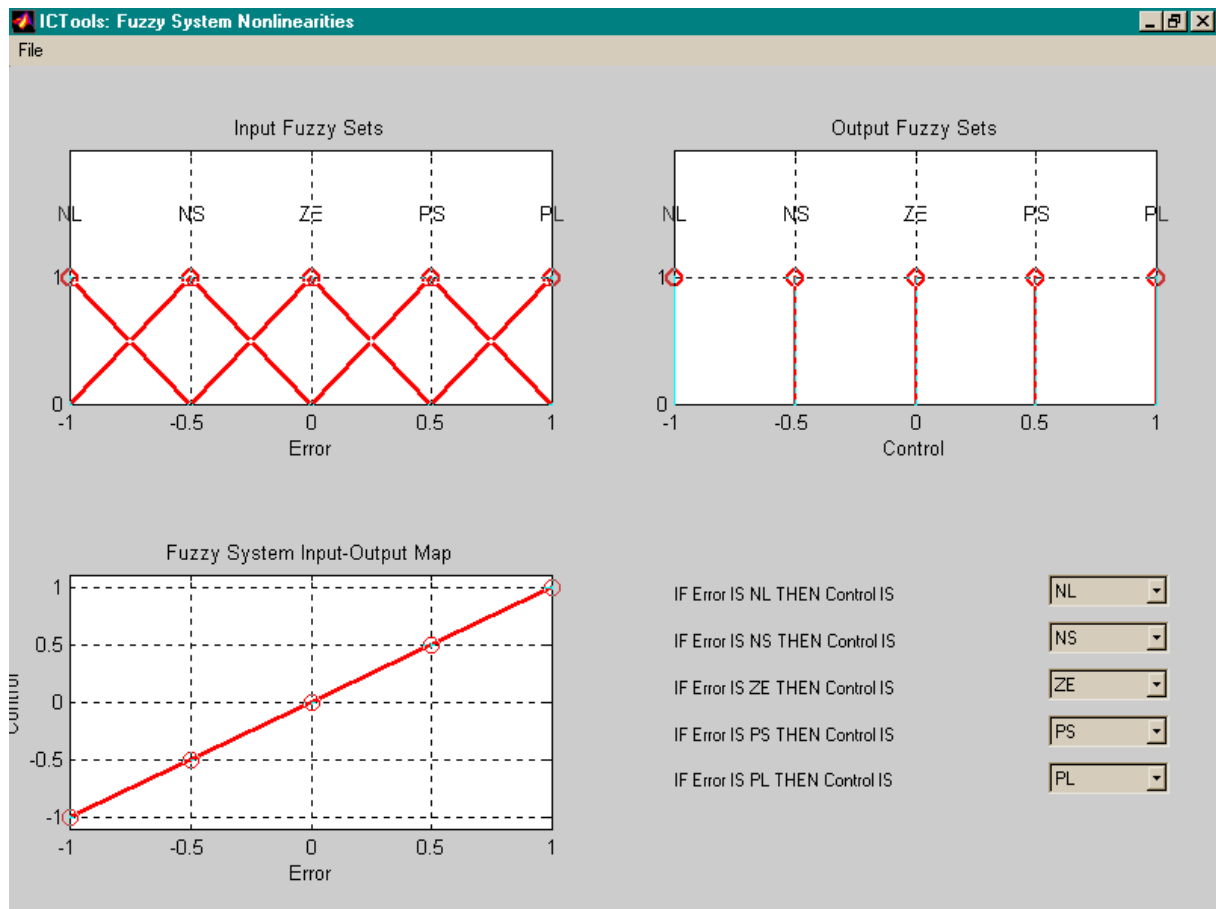 ICTools: Fuzzy System Nonlinearities
File
Input Fuzzy Sets
NL NS ZE PS PL
1
0
-1 -0.5 0 0.5 1
Error
Output Fuzzy Sets
NL NS ZE PS PL
1
0
-1 -0.5 0 0.5 1
Control
Fuzzy System Input-Output Map
1
0.5
0
-0.5
-1
Control
-1 -0.5 0 0.5 1
Error
IF Error IS NL THEN Control IS NL
IF Error IS NS THEN Control IS NS
IF Error IS ZE THEN Control IS ZE
IF Error IS PS THEN Control IS PS
IF Error IS PL THEN Control IS PL